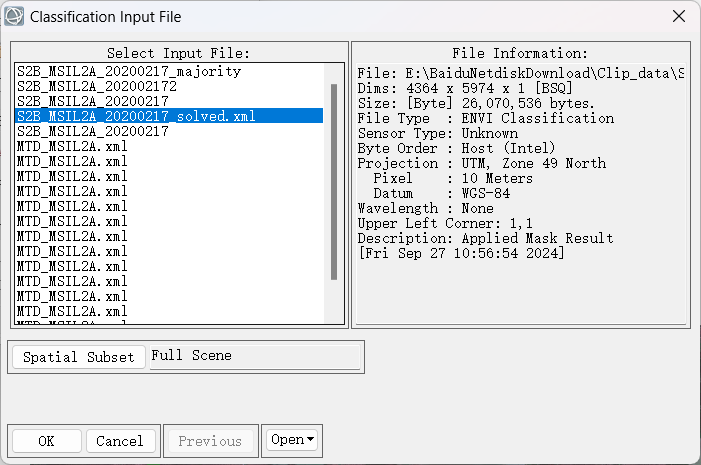 Classification Input File
Select Input File:
S2B_MSIL2A_20200217_majority
S2B_MSIL2A_202002172
S2B_MSIL2A_20200217
S2B_MSIL2A_20200217_solved.xml
S2B_MSIL2A_20200217
MTD_MSIL2A.xml
MTD_MSIL2A.xml
MTD_MSIL2A.xml
MTD_MSIL2A.xml
MTD_MSIL2A.xml
MTD_MSIL2A.xml
MTD_MSIL2A.xml
MTD_MSIL2A.xml
MTD_MSIL2A.xml
MTD_MSIL2A.xml
MTD_MSIL2A.xml
MTD_MSIL2A.xml
MTD_MSIL2A.xml
File Information:
File: E:\BaiduNetdiskDownload\Clip_data\S
Dims: 4364 x 5974 x 1 [BSQ]
Size: [Byte] 26,070,536 bytes.
File Type : ENVI Classification
Sensor Type: Unknown
Byte Order : Host (Intel)
Projection : UTM, Zone 49 North
Pixel : 10 Meters
Datum : WGS-84
Wavelength : None
Upper Left Corner: 1,1
Description: Applied Mask Result
[Fri Sep 27 10:56:54 2024]
Spatial Subset Full Scene
OK Cancel Previous Open